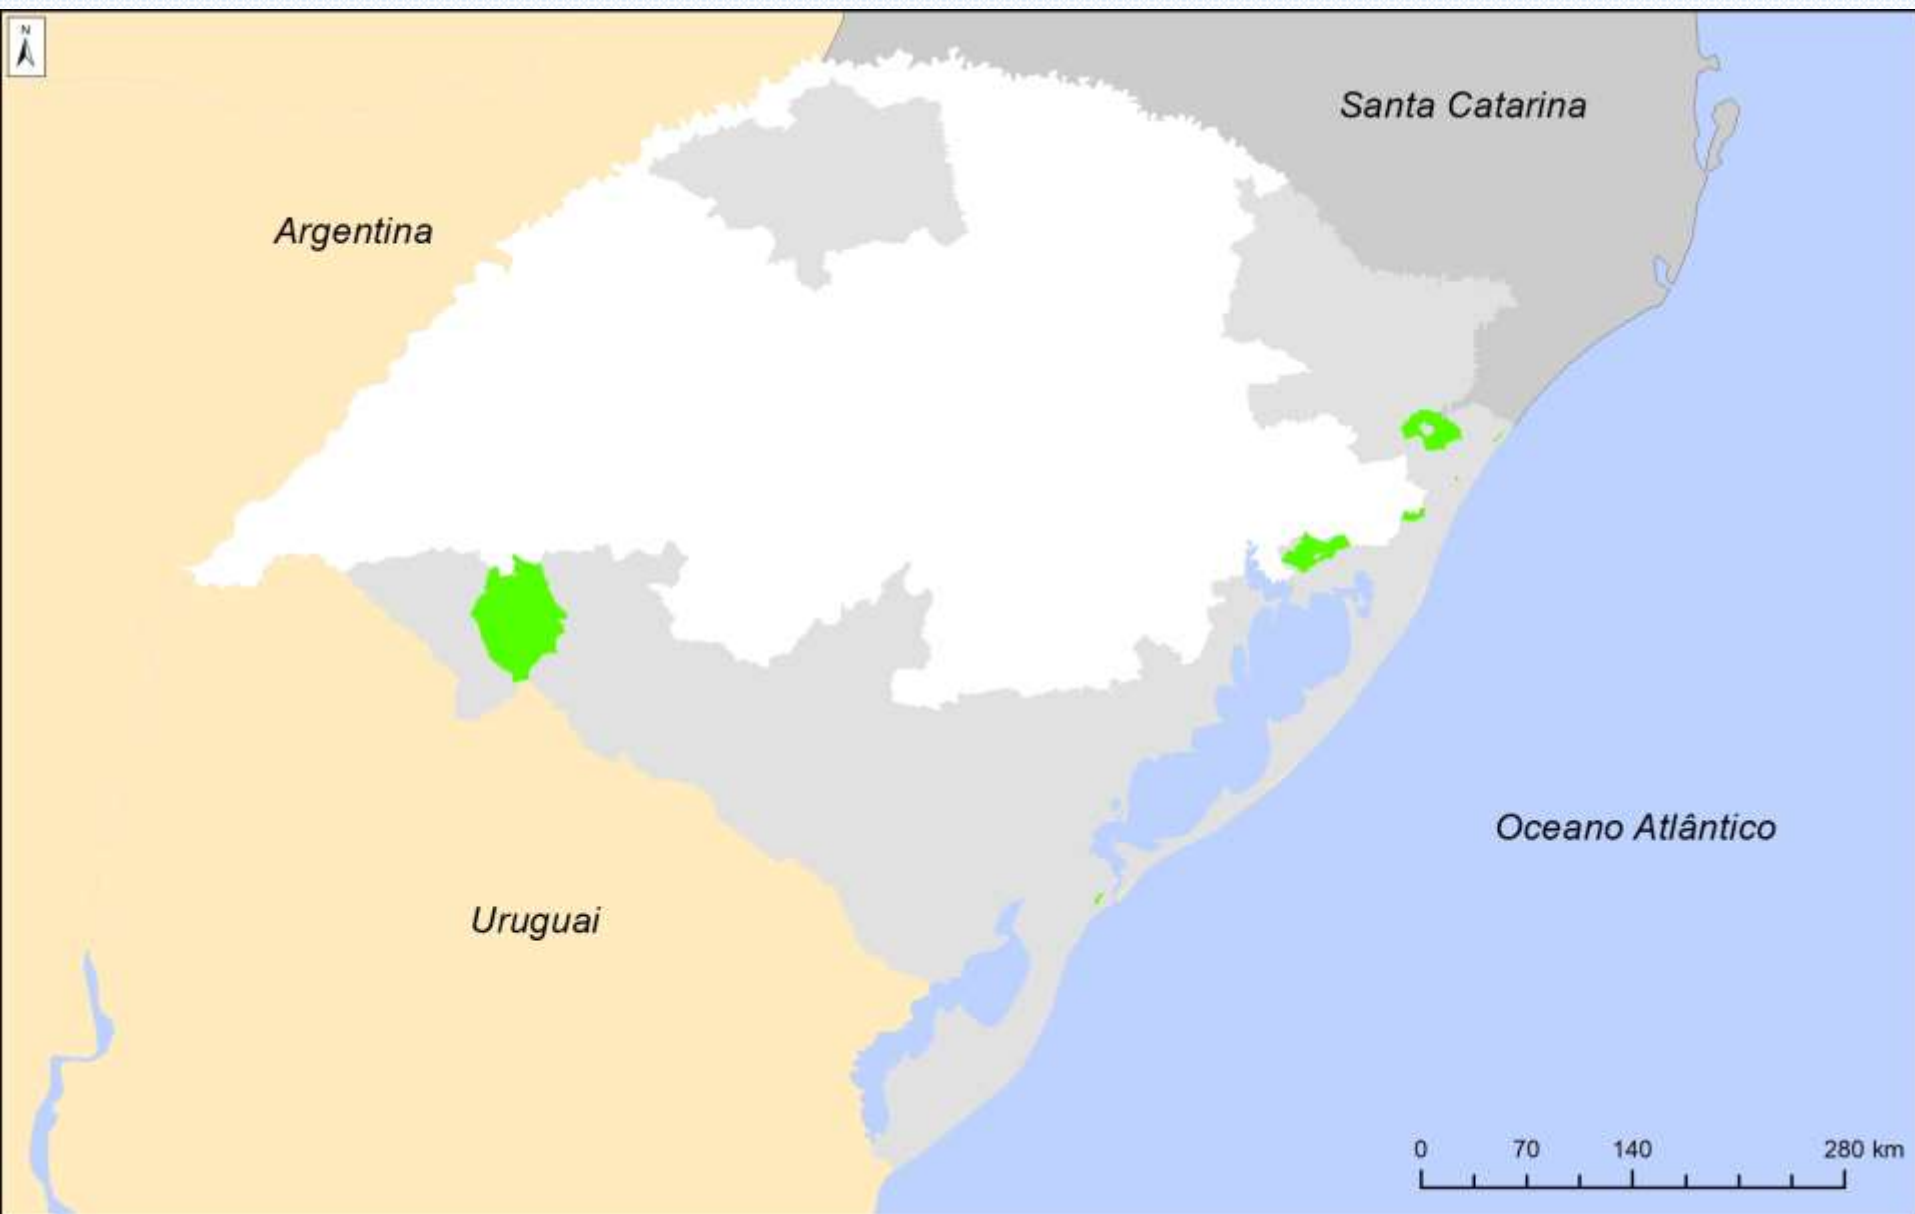 N
Santa Catarina
Argentina
Oceano Atlântico
Uruguai
0 70 140 280 km